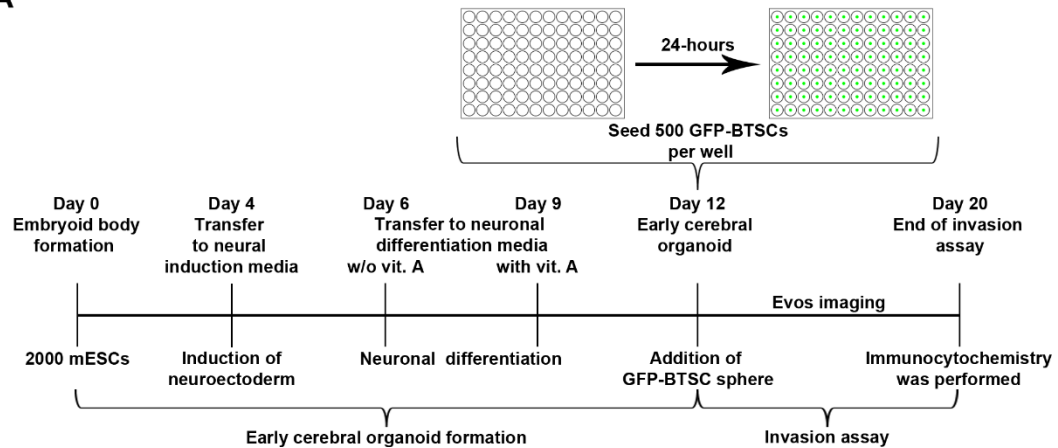 A
24-hours
Seed 500 GFP-BTSCs
per well
Day 0
Embryoid body
formation
Day 4
Transfer
to neural
induction media
Day 6 Day 9
Transfer to neuronal
differentiation media
w/o vit. A with vit. A
Day 12
Early cerebral
organoid
Day 20
End of invasion
assay
Evos imaging
2000 mESCs
Induction of
neuroectoderm
Neuronal differentiation
Addition of
GFP-BTSC sphere
Immunocytochemistry
was performed
Early cerebral organoid formation
Invasion assay